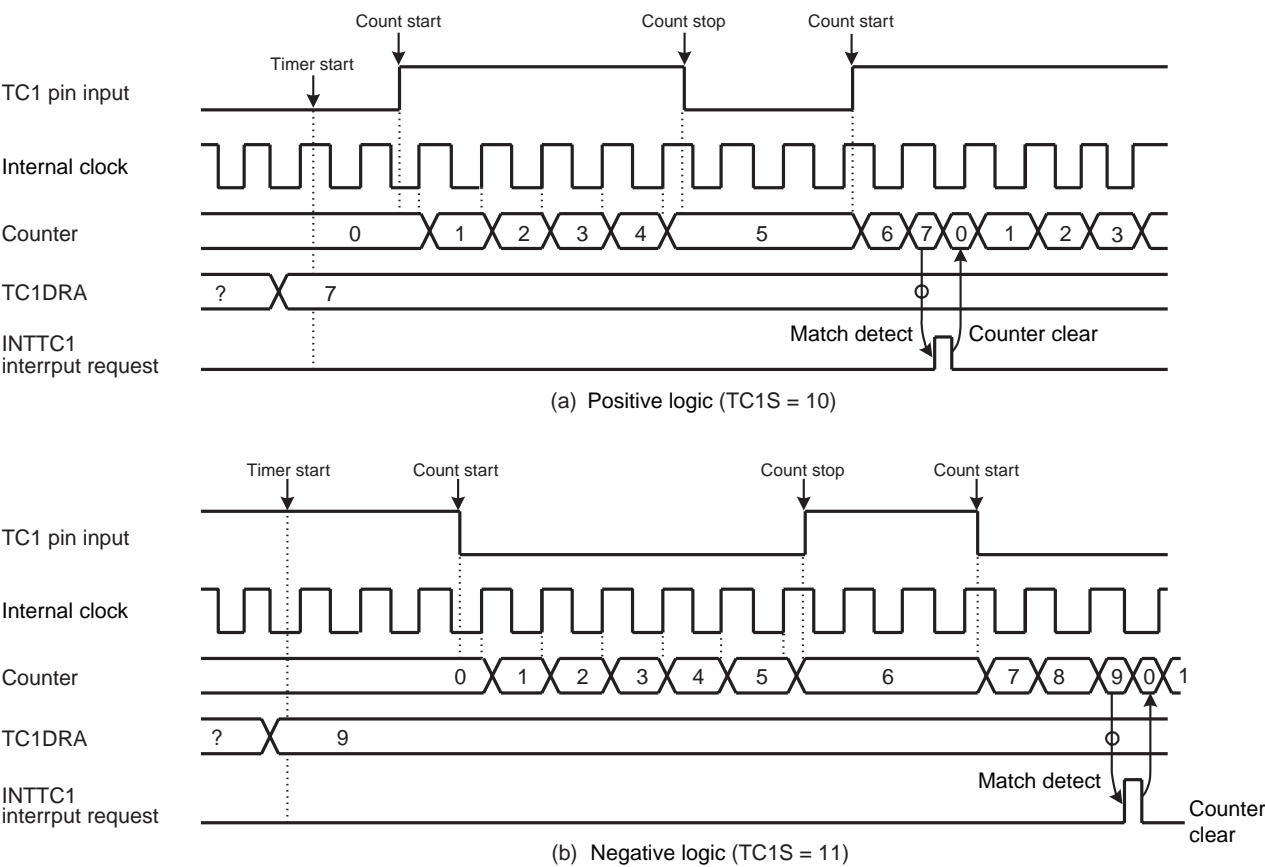 Count start
Count stop
Count start
Timer start
TC1 pin input
Internal clock
Counter
0 1 2 3 4 5 6 7 0 1 2 3
TC1DRA
? 7
Match detect
Counter clear
INTTC1
interrput request
(a) Positive logic (TC1S = 10)
Timer start
Count start
Count stop
Count start
TC1 pin input
Internal clock
Counter
0 1 2 3 4 5 6 7 8 9 0 1
TC1DRA
? 9
Match detect
INTTC1
interrput request
Counter
clear
(b) Negative logic (TC1S = 11)